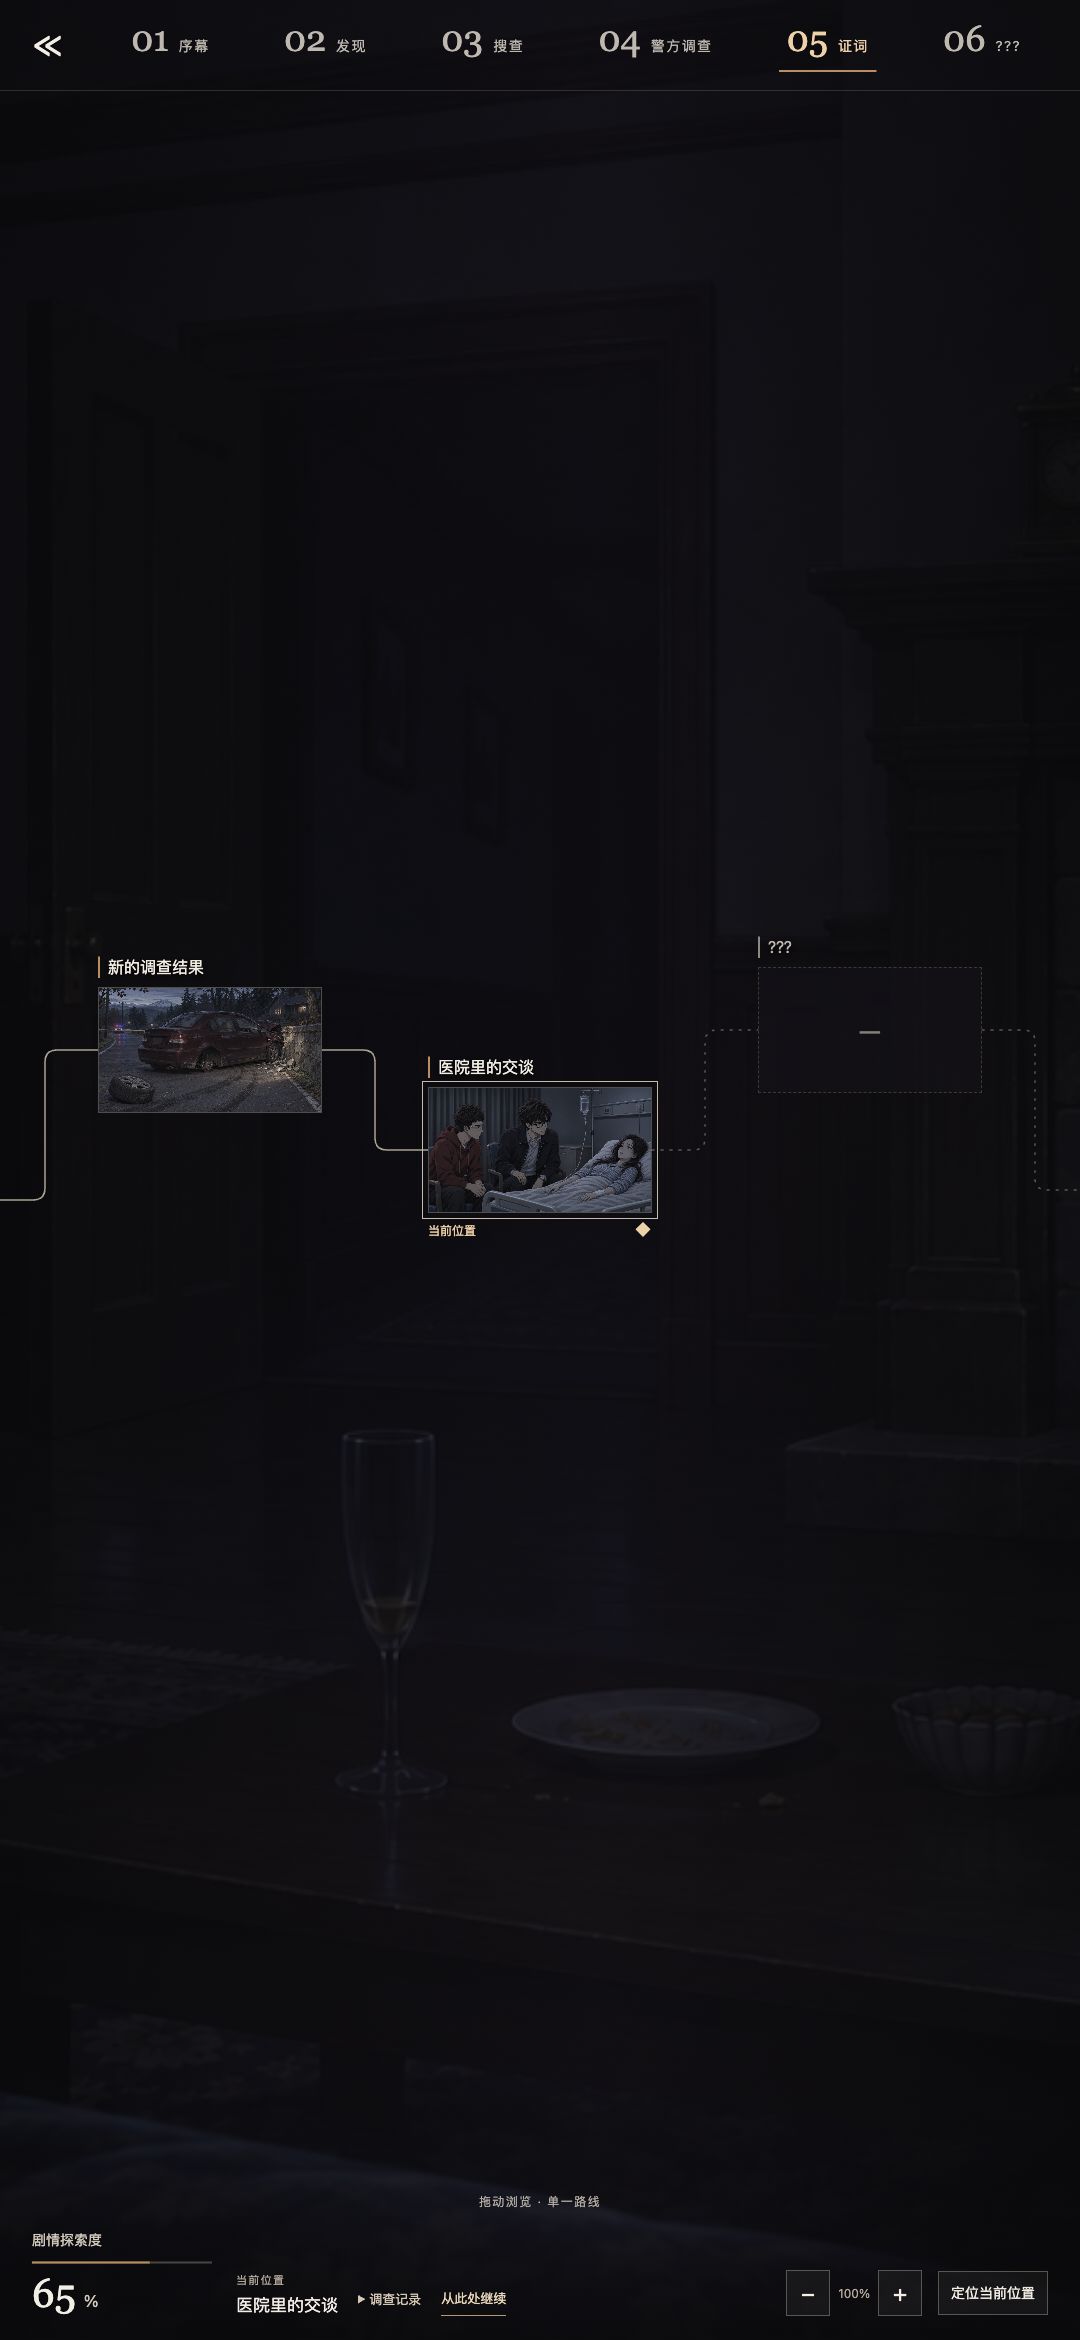 01 序幕 02 发现 03 搜查 04 警方调查 05 证词 06 ???
???
新的调查结果
—
医院里的交谈
当前位置
拖动浏览 · 单一路线
剧情探索度
65 %
当前位置
医院里的交谈 调查记录 从此处继续
− 100% + 定位当前位置